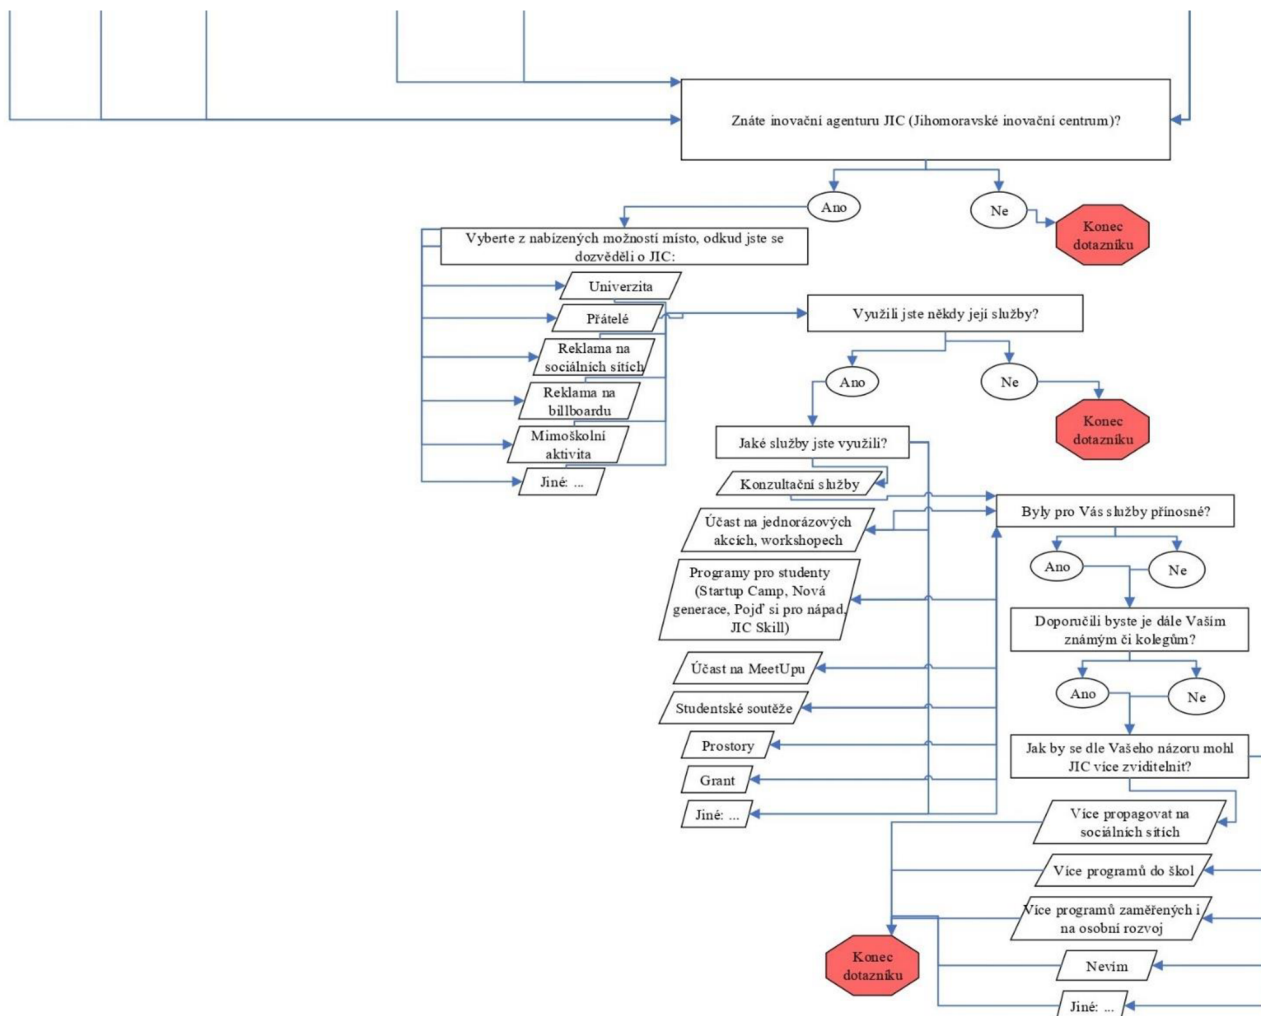 Znáte inovační agenturu JIC (Jihomoravské inovační centrum)?
Ano
Ne
Konec
dotazníku
Vyberte z nabízených možností místo, odkud jste se
dozvěděli o JIC:
Univerzita
Přátelé
Reklama na
sociálních sítích
Reklama na
billboardu
Mimoškolní
aktivita
Jiné: ...
Využili jste někdy její služby?
Ano
Ne
Konec
dotazníku
Jaké služby jste využili?
Konzultační služby
Účast na jednorázových
akcích, workshopech
Programy pro studenty
(Startup Camp, Nová
generace, Pojď si pro nápad,
JIC Skill)
Účast na MeetUpu
Studentské soutěže
Prostory
Grant
Jiné: ...
Byly pro Vás služby přínosné?
Ano
Ne
Doporučili byste je dále Vašim
známým či kolegům?
Ano
Ne
Jak by se dle Vašeho názoru mohl
JIC více zviditelnit?
Více propagovat na
sociálních sítích
Více programů do škol
Více programů zaměřených i
na osobní rozvoj
Nevím
Jiné: ...
Konec
dotazníku